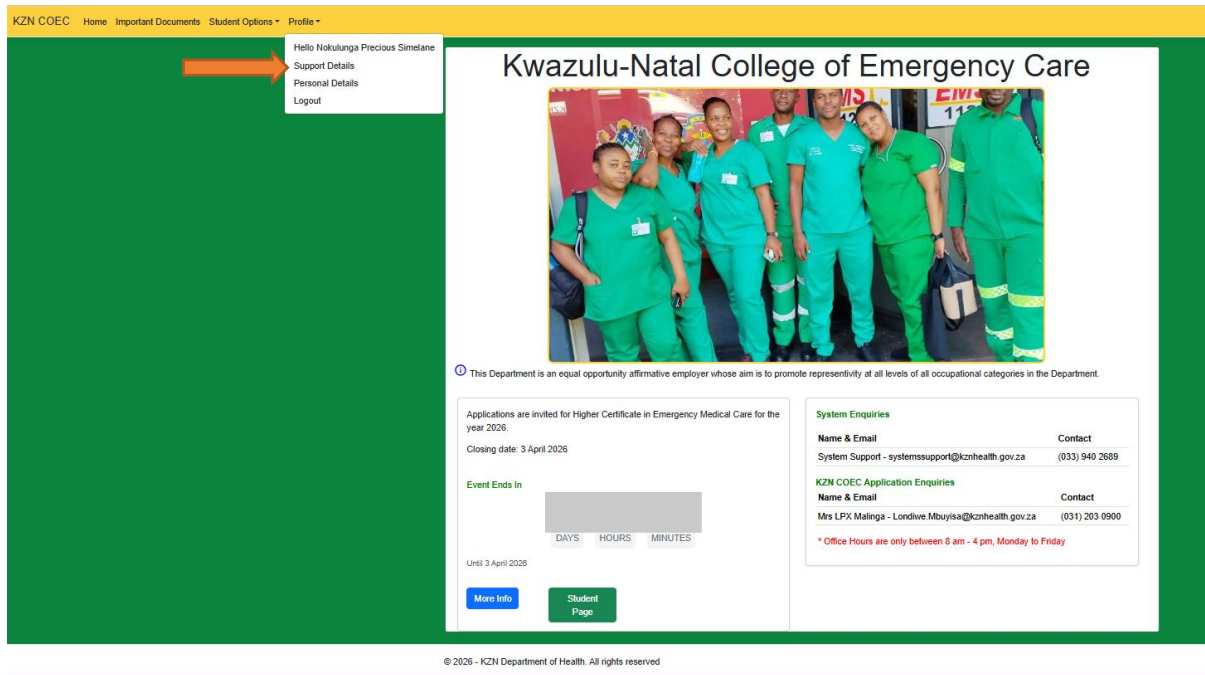 KZN COEC Home Important Documents Student Options Profile
Hello Nokulunga Precious Simelane
Support Details
Personal Details
Logout
Kwazulu-Natal College of Emergency Care
EMS
This Department is an equal opportunity affirmative employer whose aim is to promote representivity at all levels of all occupational categories in the Department.
Applications are invited for Higher Certificate in Emergency Medical Care for the
year 2026.
Closing date: 3 April 2026
Event Ends In
DAYS HOURS MINUTES
Until 3 April 2026
More Info
Student
Page
System Enquiries
Name & Email Contact
System Support - systemssupport@kznhealth.gov.za (033) 940 2689
KZN COEC Application Enquiries
Name & Email Contact
Mrs LPX Malinga - Londiwe.Mbuyisa@kznhealth.gov.za (031) 203 0900
* Office Hours are only between 8 am - 4 pm, Monday to Friday
© 2026 - KZN Department of Health. All rights reserved